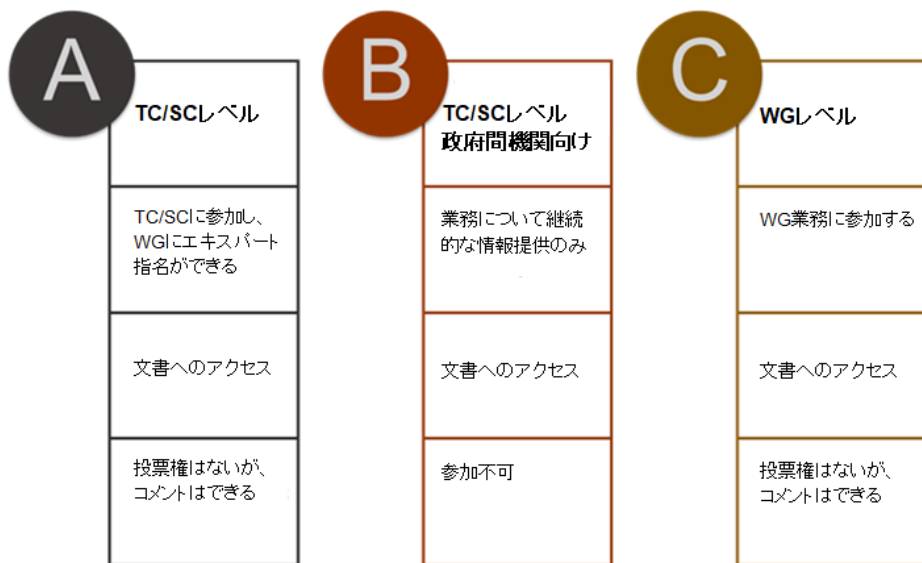 A
TC/SCレベル
TC/SCに参加し、
WGにエキスパート
指名ができる
文書へのアクセス
投票権はないが、
コメントはできる
B
TC/SCレベル
政府間機関向け
業務について継続
的な情報提供のみ
文書へのアクセス
参加不可
C
WGレベル
WG業務に参加する
文書へのアクセス
投票権はないが、
コメントはできる